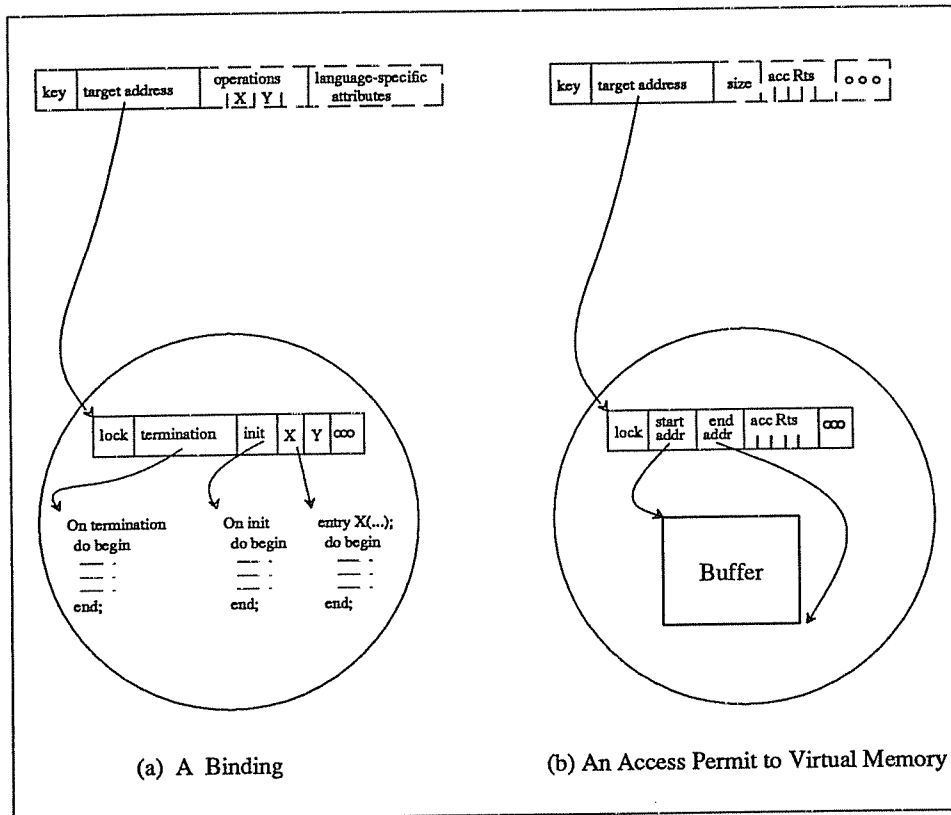 key target address operations X Y language-specific attributes
key target address size acc Rts o o o
lock termination init X Y ooo
On termination
do begin
end;
On init
do begin
end;
entry X(...);
do begin
end;
lock start addr end addr acc Rts ooo
Buffer
(a) A Binding
(b) An Access Permit to Virtual Memory